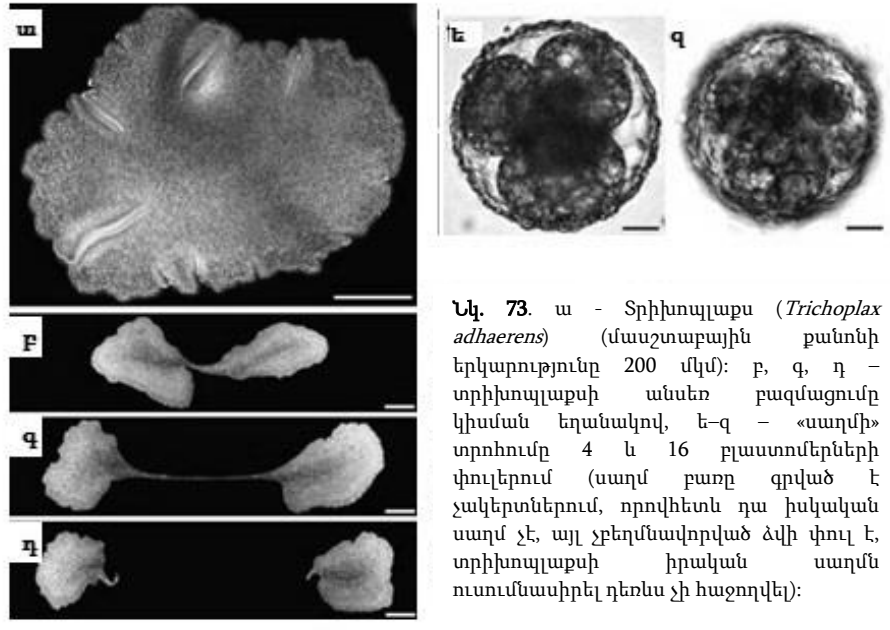 ա
ե
զ
բ
գ
դ
Նկ. 73. ա - Տրիխոպլաքս (Trichoplax
adhaerens) (մասշտաբային քանոնի
երկարությունը 200 մկմ): բ, գ, դ –
տրիխոպլաքսի անսեռ բազմացումը
կիսման եղանակով, ե–զ – «սաղմի»
տրոհումը 4 և 16 բլաստոմերների
փուլերում (սաղմ բառը գրված է
չակերտներում, որովհետև դա իսկական
սաղմ չէ, այլ չբեղմնավորված ձվի փուլ է,
տրիխոպլաքսի իրական սաղմն
ուսումնասիրել դեռևս չի հաջողվել):